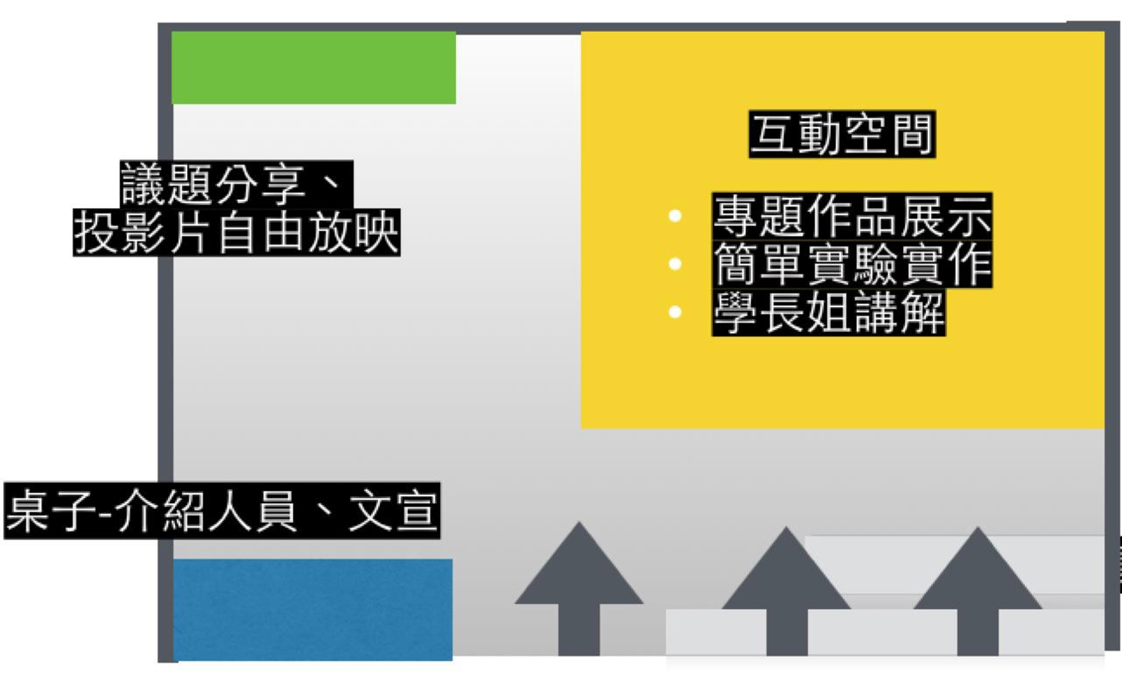 互動空間
議題分享、
投影片自由放映
• 專題作品展示
• 簡單實驗實作
• 學長姐講解
桌子-介紹人員、文宣